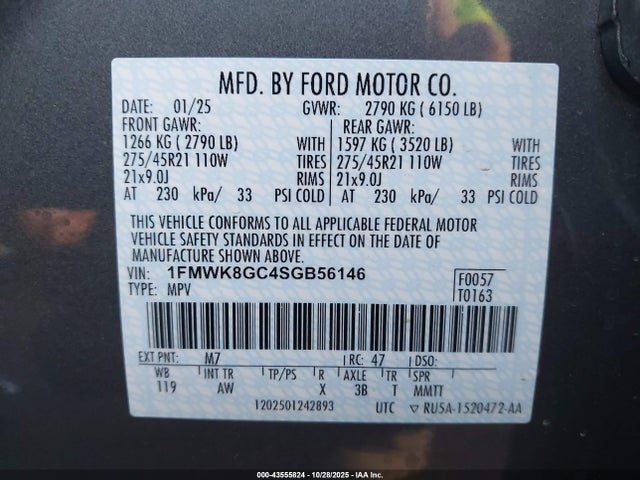 MFD. BY FORD MOTOR CO.
DATE: 01/25 GVWR: 2790 KG ( 6150 LB)
FRONT GAWR: REAR GAWR:
1266 KG ( 2790 LB) WITH 1597 KG ( 3520 LB) WITH
275/45R21 110W TIRES 275/45R21 110W TIRES
21x9.0J RIMS 21x9.0J RIMS
AT 230 kPa/ 33 PSI COLD AT 230 kPa/ 33 PSI COLD
THIS VEHICLE CONFORMS TO ALL APPLICABLE FEDERAL MOTOR
VEHICLE SAFETY STANDARDS IN EFFECT ON THE DATE OF
MANUFACTURE SHOWN ABOVE.
VIN: 1FMWK8GC4SGB56146 F0057
TYPE: MPV T0163
EXT PNT: M7 RC: 47 DSO:
WB INT TR TP/PS R AXLE TR SPR
119 AW X 3B T MMTT
1202501242893 UTC ▽ RU5A-1520472-AA
000-43555824 | 10/28/2025 | IAA Inc.